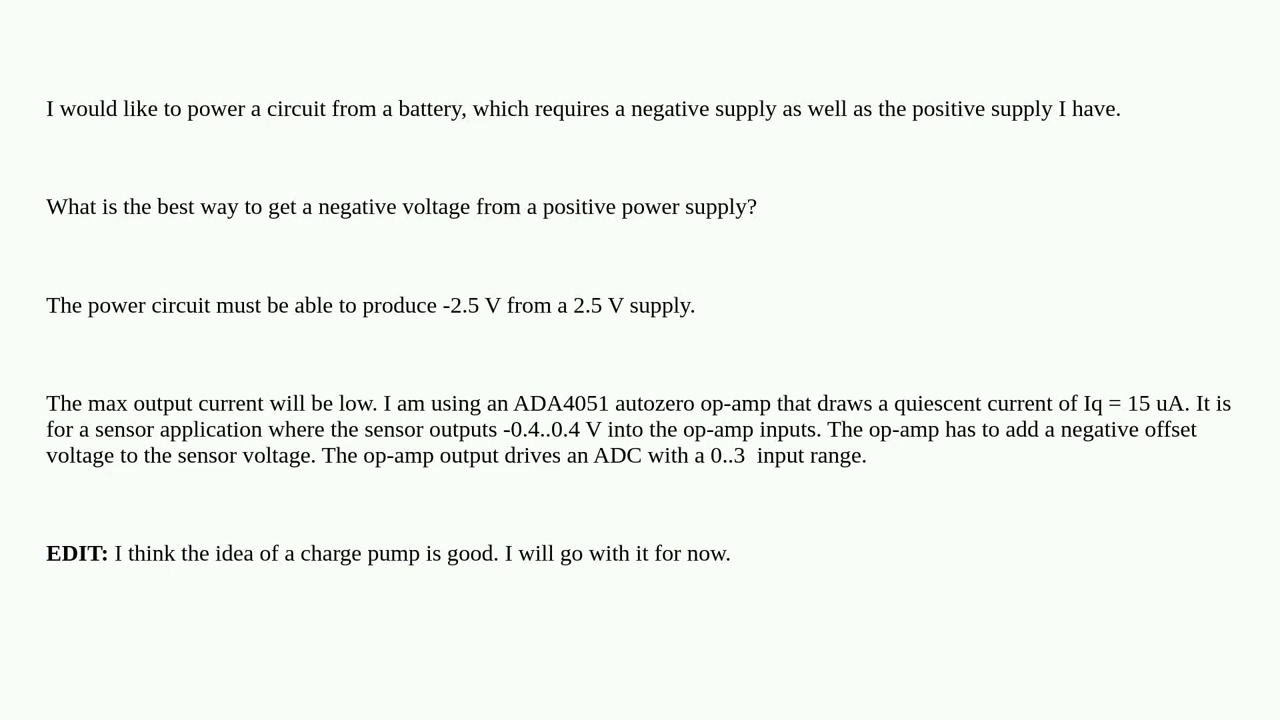 I would like to power a circuit from a battery, which requires a negative supply as well as the positive supply I have.
What is the best way to get a negative voltage from a positive power supply?
The power circuit must be able to produce -2.5 V from a 2.5 V supply.
The max output current will be low. I am using an ADA4051 autozero op-amp that draws a quiescent current of Iq = 15 uA. It is
for a sensor application where the sensor outputs -0.4..0.4 V into the op-amp inputs. The op-amp has to add a negative offset
voltage to the sensor voltage. The op-amp output drives an ADC with a 0..3  input range.
EDIT: I think the idea of a charge pump is good. I will go with it for now.